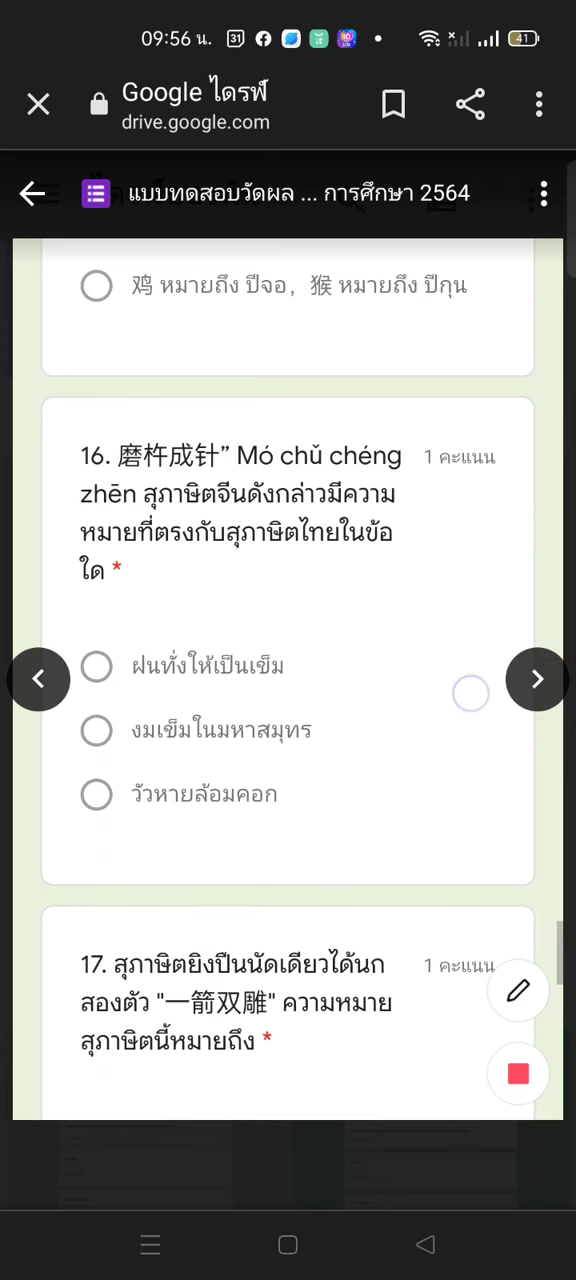 09:56 น.
31
41
Google ไดรฟ์
drive.google.com
แบบทดสอบวัดผล ... การศึกษา 2564
鸡 หมายถึง ปีจอ, 猴 หมายถึง ปีกุน
16. 磨杵成针” Mó chǔ chéng 1 คะแนน
zhēn สุภาษิตจีนดังกล่าวมีความ
หมายที่ตรงกับสุภาษิตไทยในข้อ
ใด *
ฝนทั่งให้เป็นเข็ม
งมเข็มในมหาสมุทร
วัวหายล้อมคอก
17. สุภาษิตยิงปืนนัดเดียวได้นก 1 คะแนน
สองตัว "一箭双雕" ความหมาย
สุภาษิตนี้หมายถึง *